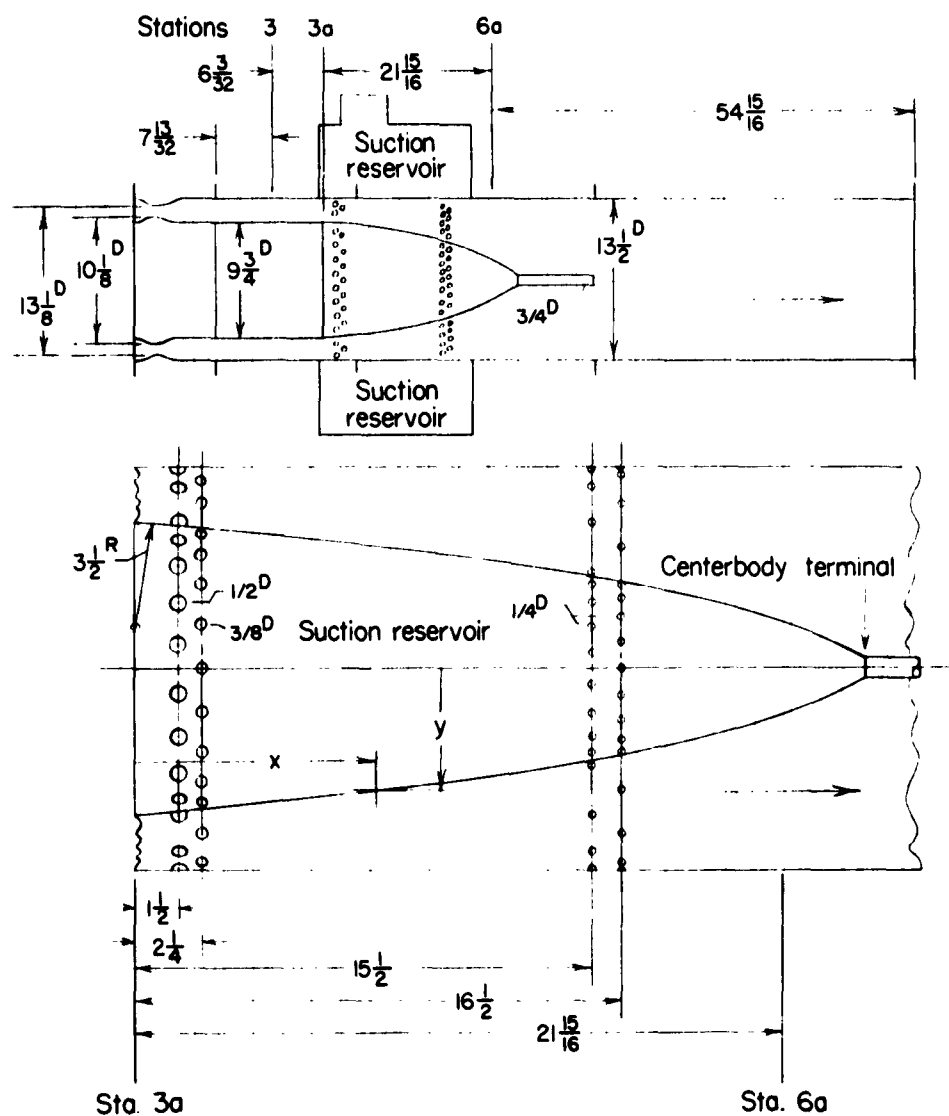 Stations 3 3a 6a
6 3/32
21 15/16
54 15/16
7 13/32
Suction
reservoir
13 1/8 D
10 1/8 D
9 3/4 D
13 1/2 D
3/4 D
Suction
reservoir
3 1/2 R
1/2 D
3/8 D
Suction reservoir
1/4 D
Centerbody terminal
x
y
1 1/2
2 1/4
15 1/2
16 1/2
21 15/16
Sta. 3a
Sta. 6a